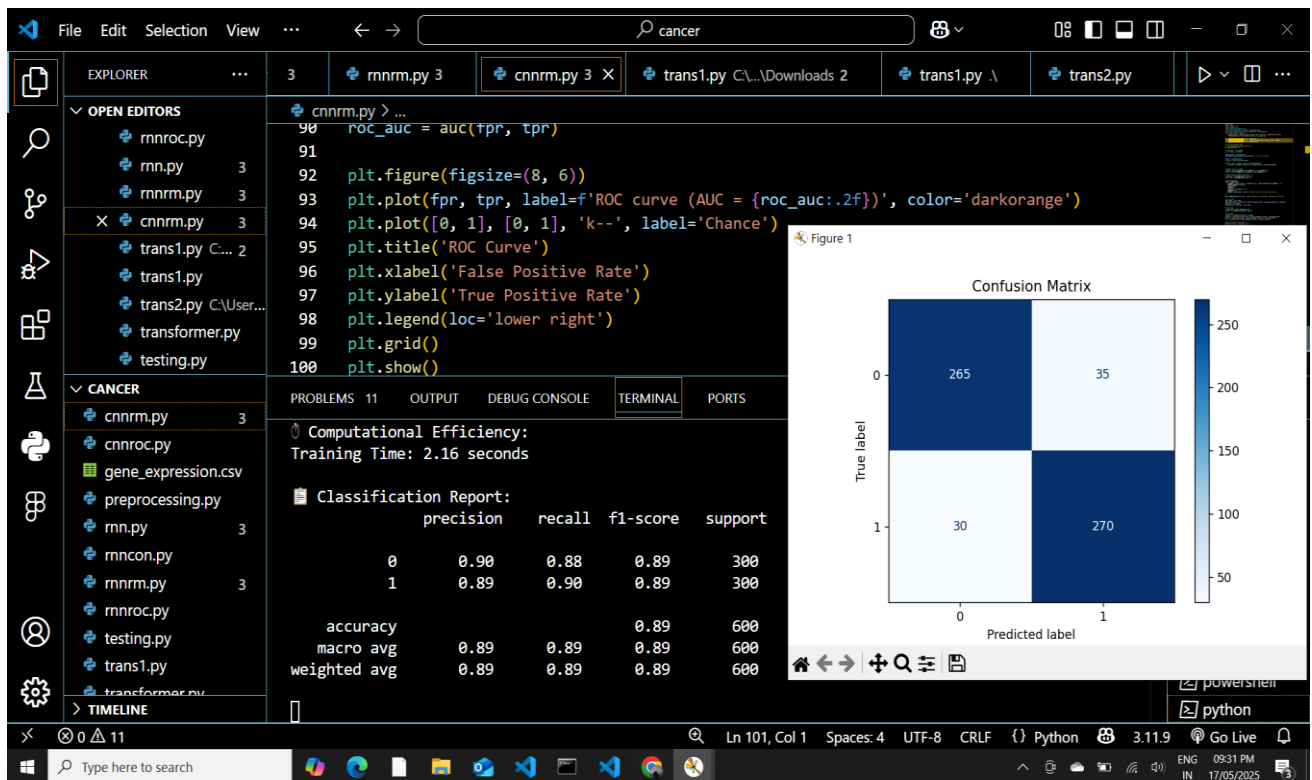 File Edit Selection View ··· cancer
EXPLORER ···
3 rnnrm.py 3 cnnrm.py 3 trans1.py C:\...\Downloads 2 trans1.py .\ trans2.py
OPEN EDITORS
rnnroc.py
rnn.py 3
rnnrm.py 3
cnnrm.py 3
trans1.py C:... 2
trans1.py
trans2.py C:\User...
transformer.py
testing.py
CANCER
cnnrm.py 3
cnnroc.py
gene_expression.csv
preprocessing.py
rnn.py 3
rnncon.py
rnnrm.py 3
rnnroc.py
testing.py
trans1.py
transformer.py
TIMELINE
cnnrm.py > ...
90 roc_auc = auc(fpr, tpr)
91
92 plt.figure(figsize=(8, 6))
93 plt.plot(fpr, tpr, label=f'ROC curve (AUC = {roc_auc:.2f})', color='darkorange')
94 plt.plot([0, 1], [0, 1], 'k--', label='Chance')
95 plt.title('ROC Curve')
96 plt.xlabel('False Positive Rate')
97 plt.ylabel('True Positive Rate')
98 plt.legend(loc='lower right')
99 plt.grid()
100 plt.show()
PROBLEMS 11 OUTPUT DEBUG CONSOLE TERMINAL PORTS
Computational Efficiency:
Training Time: 2.16 seconds
Classification Report:
precision recall f1-score support
0 0.90 0.88 0.89 300
1 0.89 0.90 0.89 300
accuracy 0.89 600
macro avg 0.89 0.89 0.89 600
weighted avg 0.89 0.89 0.89 600
Figure 1
Confusion Matrix
True label
0 265 35
1 30 270
0 1
Predicted label
250
200
150
100
50
powershell
python
0 11 Ln 101, Col 1 Spaces: 4 UTF-8 CRLF {} Python 3.11.9 Go Live
Type here to search
ENG 09:31 PM
IN 17/05/2025 3